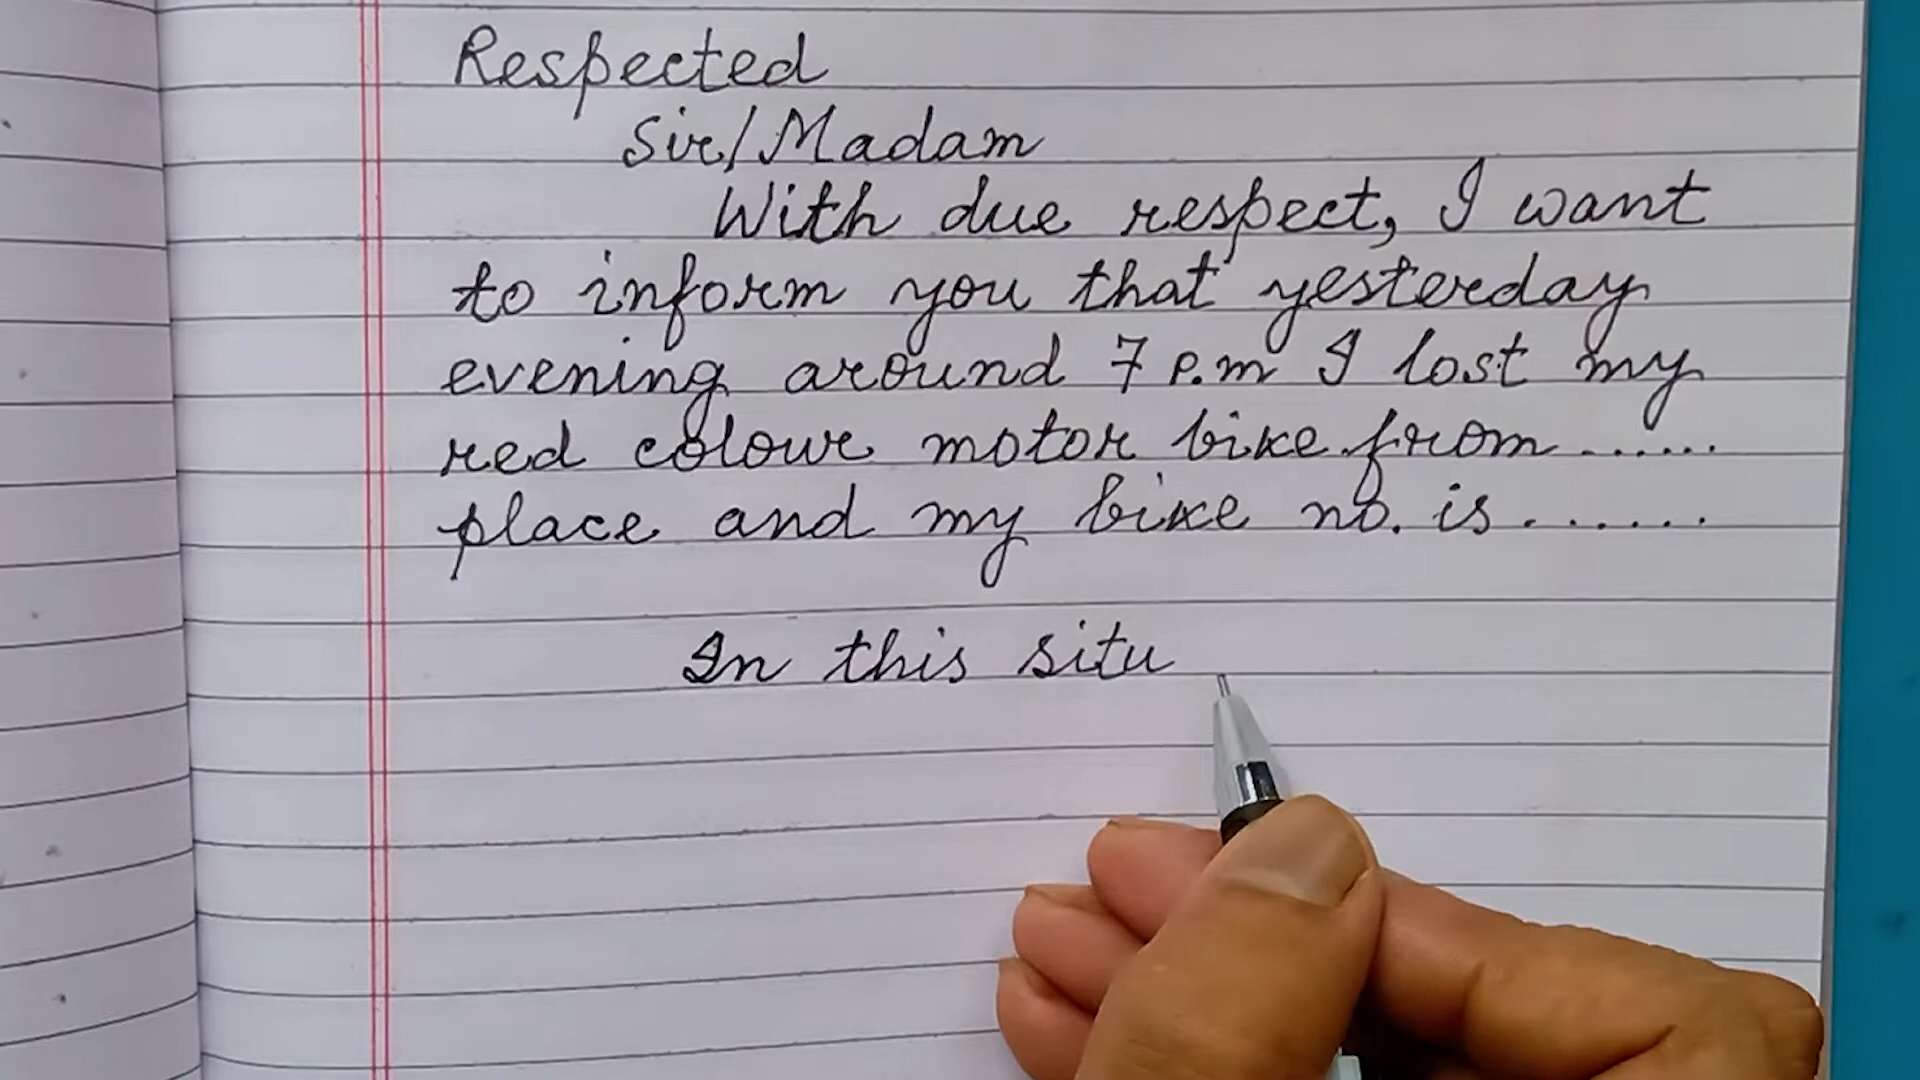 Respected
Sir/Madam
With due respect, I want
to inform you that yesterday
evening around 7 P.m I lost my
red colour motor bike from ......
place and my bike no. is .......
In this situ